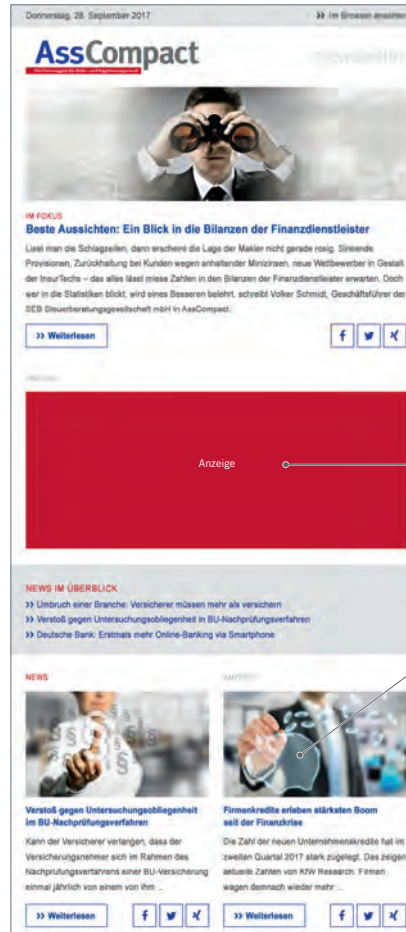 Donnerstag, 28. September 2017
›› Im Browser ansehen
AssCompact
newsletter
IM FOKUS
Beste Aussichten: Ein Blick in die Bilanzen der Finanzdienstleister
Liest man die Schlagzeilen, dann erscheint die Lage der Makler nicht gerade rosig. Sinkende
Provisionen, Zurückhaltung bei Kunden wegen anhaltender Minizinsen, neue Wettbewerber in Gestalt
der InsurTechs – das alles lässt miese Zahlen in den Bilanzen der Finanzdienstleister erwarten. Doch
wer in die Statistiken blickt, wird eines Besseren belehrt, schreibt Volker Schmidt, Geschäftsführer der
Steuerberatungsgesellschaft mbH in AssCompact.
›› Weiterlesen
Anzeige
NEWS IM ÜBERBLICK
›› Umbruch einer Branche: Versicherer müssen mehr als versichern
›› Verstoß gegen Untersuchungsobliegenheit in BU-Nachprüfungsverfahren
›› Deutsche Bank: Erstmals mehr Online-Banking via Smartphone
NEWS
Verstoß gegen Untersuchungsobliegenheit
im BU-Nachprüfungsverfahren
Kann der Versicherer verlangen, dass der
Versicherungsnehmer sich im Rahmen des
Nachprüfungsverfahrens einer BU-Versicherung
einmal jährlich von einem von ihm ...
›› Weiterlesen
Firmenkredite erleben stärksten Boom
seit der Finanzkrise
Die Zahl der neuen Unternehmenskredite hat im
zweiten Quartal 2017 stark zugelegt. Das zeigen
aktuelle Zahlen von KfW Research. Firmen
wagen demnach wieder mehr ...
›› Weiterlesen